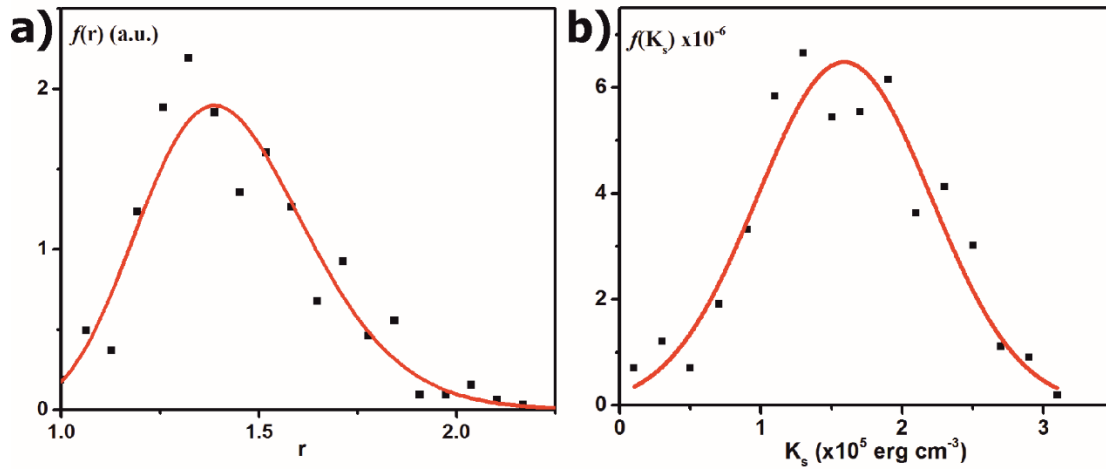 a)
f(r) (a.u.)
2
1
0
1.0 1.5 2.0
r
b)
f(Kₛ) x10⁻⁶
6
4
2
0
0 1 2 3
Kₛ (x10⁵ erg cm⁻³)